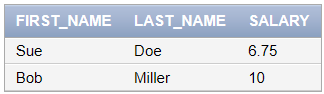 FIRST_NAME LAST_NAME SALARY
Sue Doe 6.75
Bob Miller 10